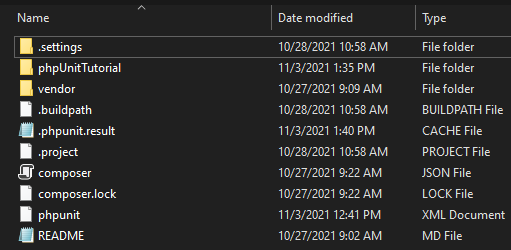 Name Date modified Type
.settings 10/28/2021 10:58 AM File folder
phpUnitTutorial 11/3/2021 1:35 PM File folder
vendor 10/27/2021 9:09 AM File folder
.buildpath 10/28/2021 10:58 AM BUILDPATH File
.phpunit.result 11/3/2021 1:40 PM CACHE File
.project 10/28/2021 10:58 AM PROJECT File
composer 10/27/2021 9:22 AM JSON File
composer.lock 10/27/2021 9:22 AM LOCK File
phpunit 11/3/2021 12:41 PM XML Document
README 10/27/2021 9:02 AM MD File